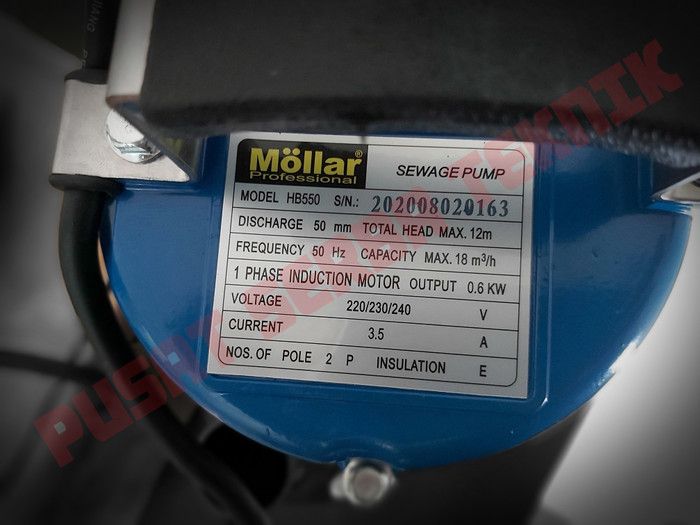 Möllar®
Professional
SEWAGE PUMP
MODEL HB550 S/N.: 202008020163
DISCHARGE 50 mm TOTAL HEAD MAX. 12m
FREQUENCY 50 Hz CAPACITY MAX. 18 m³/h
1 PHASE INDUCTION MOTOR OUTPUT 0.6 KW
VOLTAGE 220/230/240 V
CURRENT 3.5 A
NOS. OF POLE 2 P INSULATION E